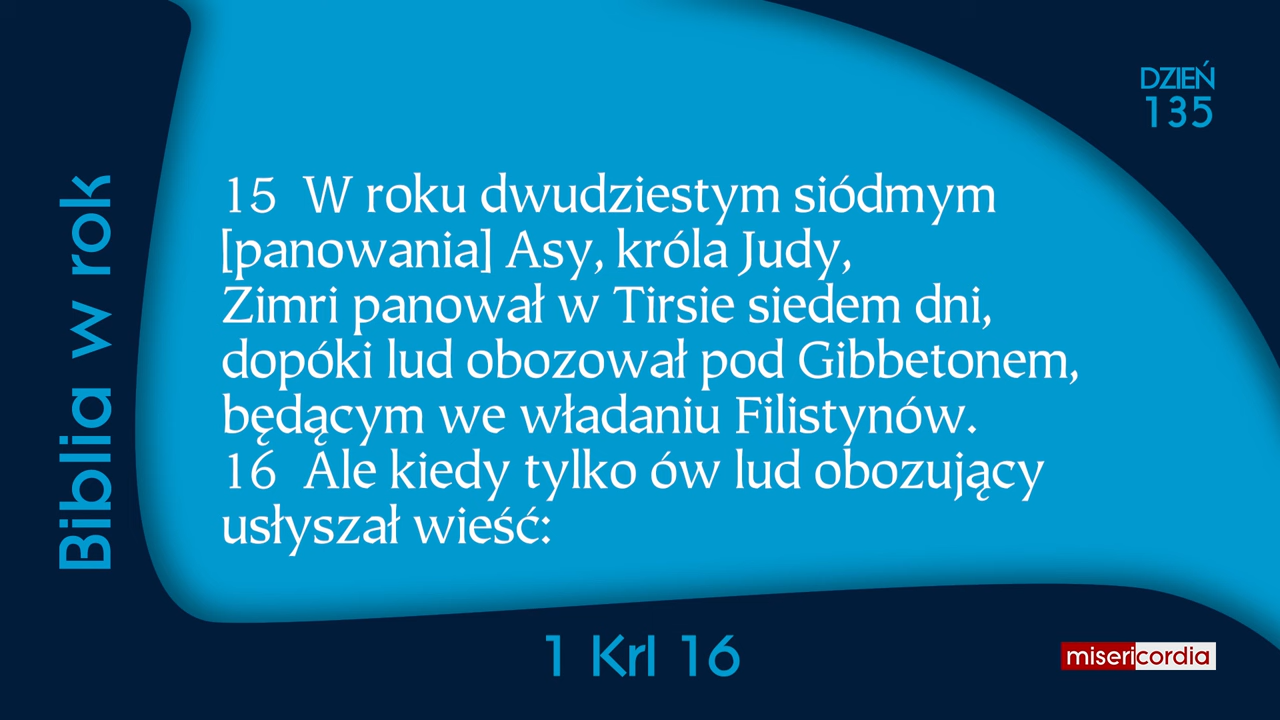 DZIEŃ
135
Biblia w rok
15 W roku dwudziestym siódmym
[panowania] Asy, króla Judy,
Zimri panował w Tirsie siedem dni,
dopóki lud obozował pod Gibbetonem,
będącym we władaniu Filistynów.
16 Ale kiedy tylko ów lud obozujący
usłyszał wieść:
1 Krl 16
misericordia